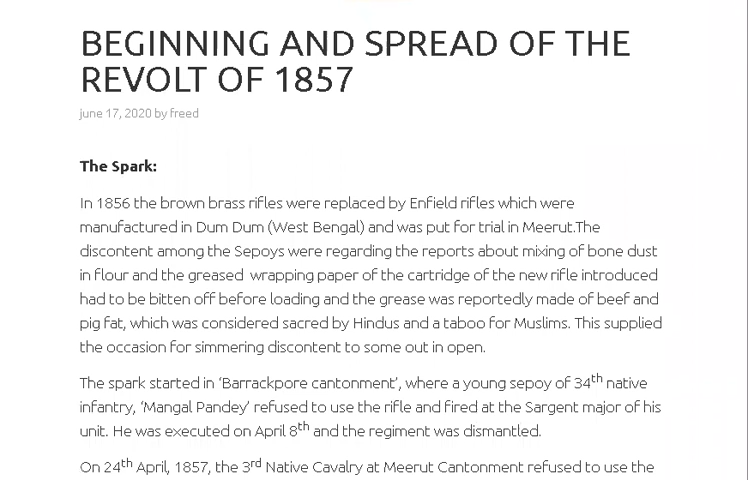 BEGINNING AND SPREAD OF THE
REVOLT OF 1857
june 17, 2020 by freed
The Spark:
In 1856 the brown brass rifles were replaced by Enfield rifles which were
manufactured in Dum Dum (West Bengal) and was put for trial in Meerut.The
discontent among the Sepoys were regarding the reports about mixing of bone dust
in flour and the greased  wrapping paper of the cartridge of the new rifle introduced
had to be bitten off before loading and the grease was reportedly made of beef and
pig fat, which was considered sacred by Hindus and a taboo for Muslims. This supplied
the occasion for simmering discontent to some out in open.
The spark started in ‘Barrackpore cantonment’, where a young sepoy of 34th native
infantry, ‘Mangal Pandey’ refused to use the rifle and fired at the Sargent major of his
unit. He was executed on April 8th and the regiment was dismantled.
On 24th April, 1857, the 3rd Native Cavalry at Meerut Cantonment refused to use the